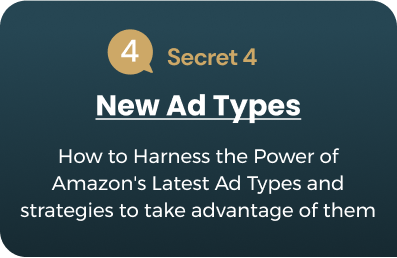 4
Secret 4
New Ad Types
How to Harness the Power of
Amazon's Latest Ad Types and
strategies to take advantage of them